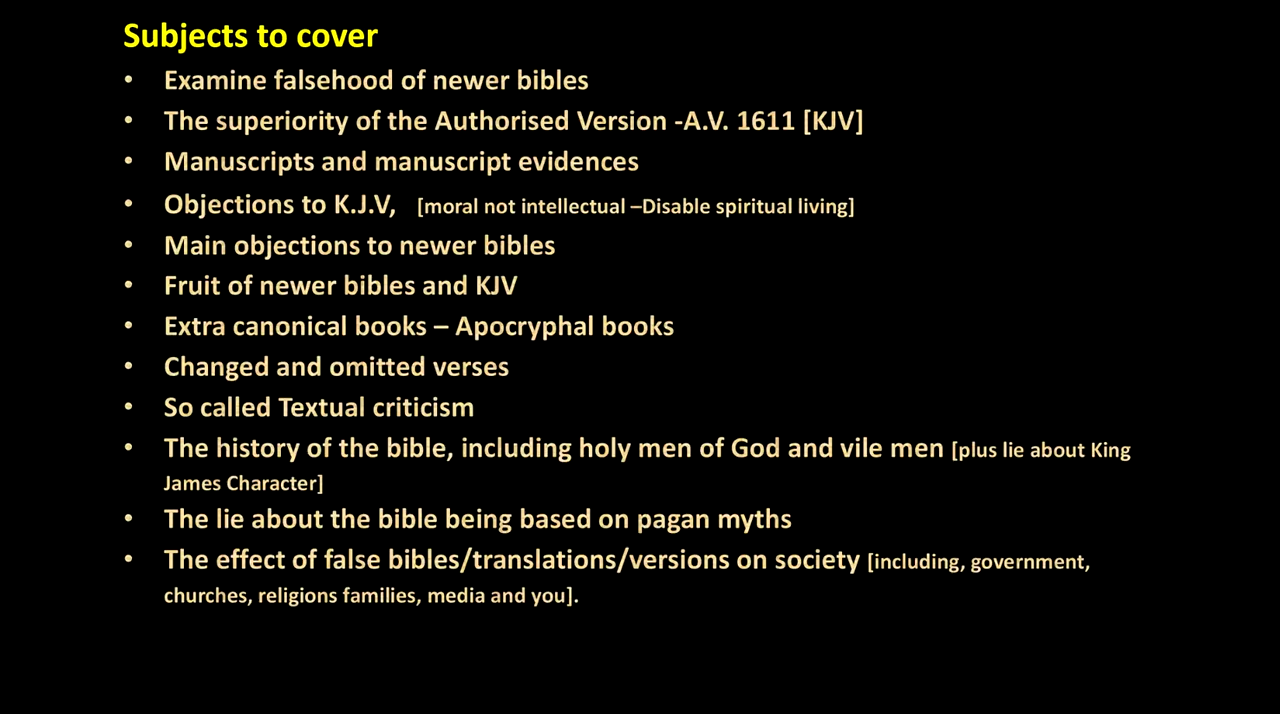 Subjects to cover
• Examine falsehood of newer bibles
• The superiority of the Authorised Version -A.V. 1611 [KJV]
• Manuscripts and manuscript evidences
• Objections to K.J.V, [moral not intellectual –Disable spiritual living]
• Main objections to newer bibles
• Fruit of newer bibles and KJV
• Extra canonical books – Apocryphal books
• Changed and omitted verses
• So called Textual criticism
• The history of the bible, including holy men of God and vile men [plus lie about King
James Character]
• The lie about the bible being based on pagan myths
• The effect of false bibles/translations/versions on society [including, government,
churches, religions families, media and you].